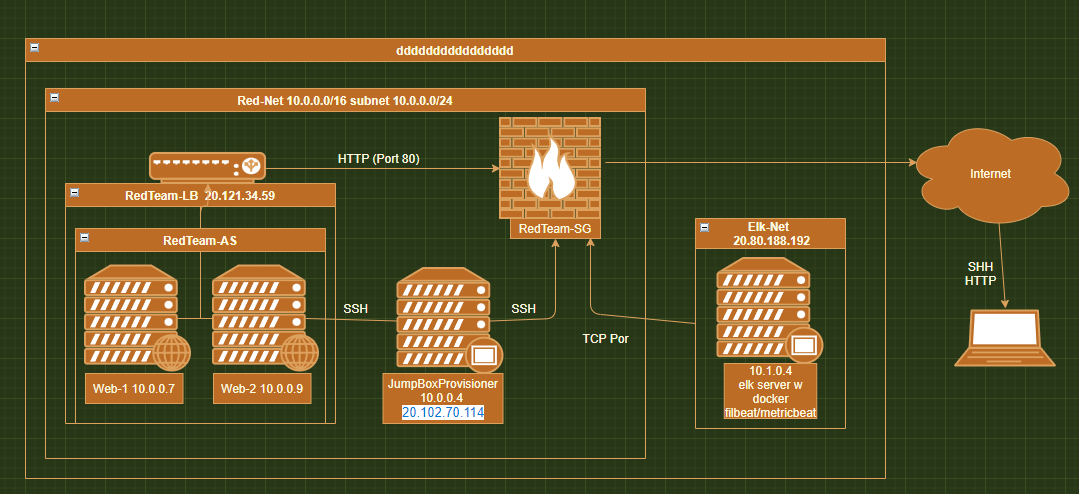 dddddddddddddddd
Red-Net 10.0.0.0/16 subnet 10.0.0.0/24
HTTP (Port 80)
RedTeam-LB 20.121.34.59
RedTeam-AS
RedTeam-SG
Internet
Elk-Net
20.80.188.192
SHH
HTTP
SSH
SSH
TCP Por
Web-1 10.0.0.7
Web-2 10.0.0.9
JumpBoxProvisioner
10.0.0.4
20.102.70.114
10.1.0.4
elk server w
docker
filbeat/metricbeat